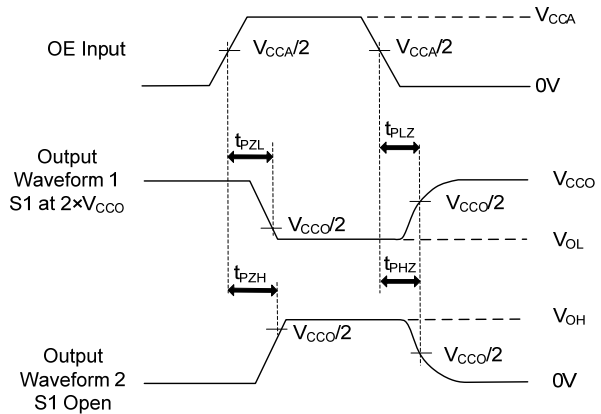 V_CCA
OE Input
V_CCA/2
V_CCA/2
0V
t_PZL
t_PLZ
Output
Waveform 1
S1 at 2×V_CCO
V_CCO
V_CCO/2
V_CCO/2
V_OL
t_PZH
t_PHZ
V_OH
V_CCO/2
V_CCO/2
Output
Waveform 2
S1 Open
0V